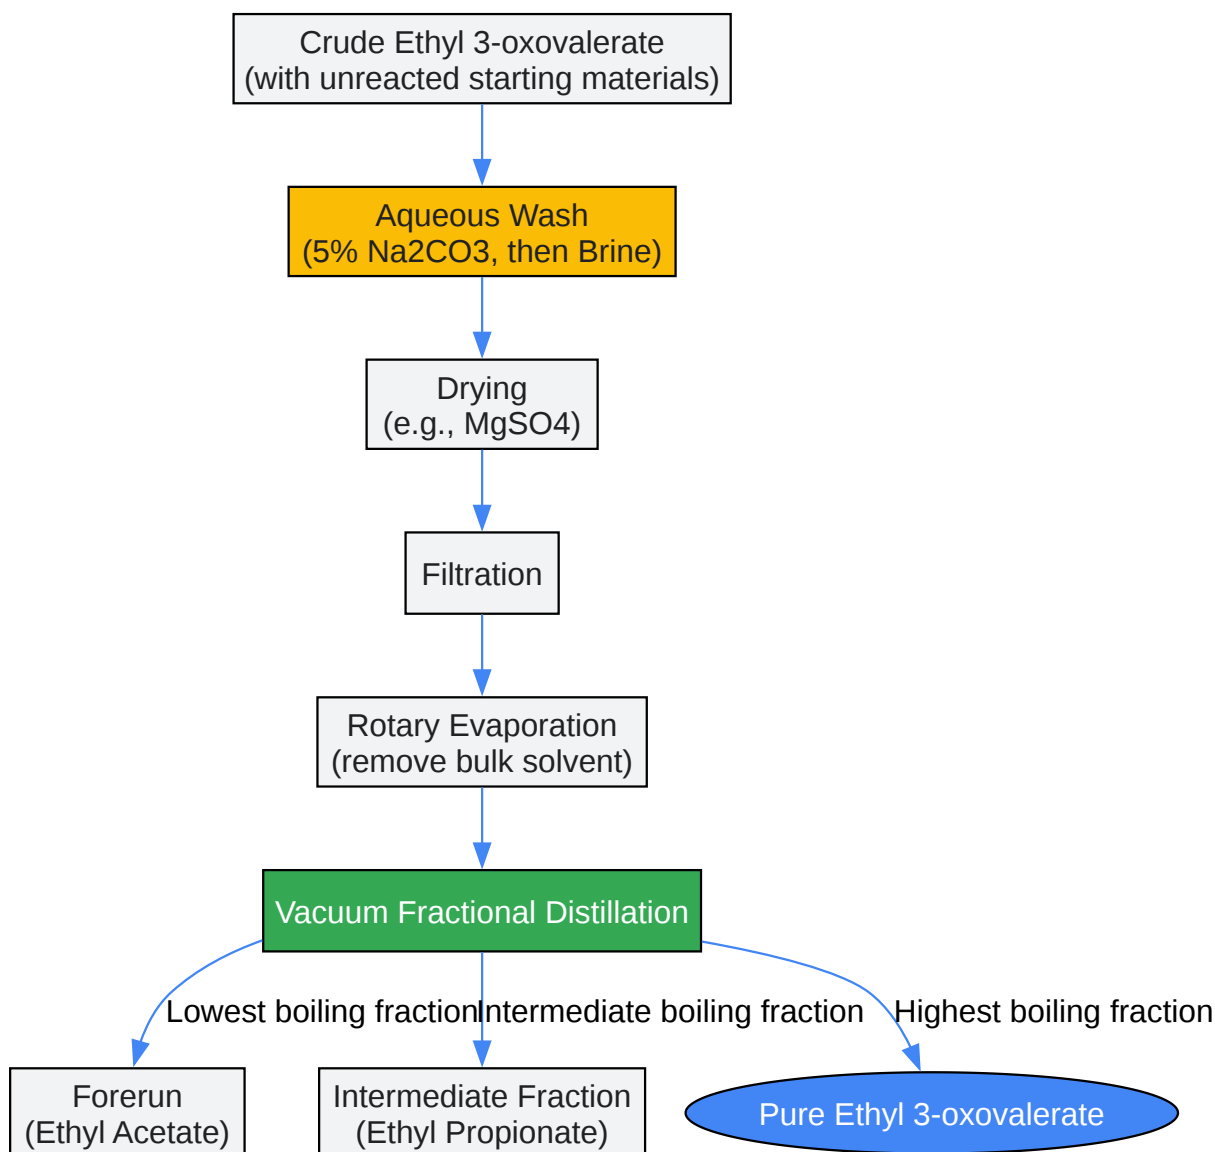 Crude Ethyl 3-oxovalerate
(with unreacted starting materials)
Aqueous Wash
(5% Na2CO3, then Brine)
Drying
(e.g., MgSO4)
Filtration
Rotary Evaporation
(remove bulk solvent)
Vacuum Fractional Distillation
Lowest boiling fraction
Intermediate boiling fraction
Highest boiling fraction
Forerun
(Ethyl Acetate)
Intermediate Fraction
(Ethyl Propionate)
Pure Ethyl 3-oxovalerate